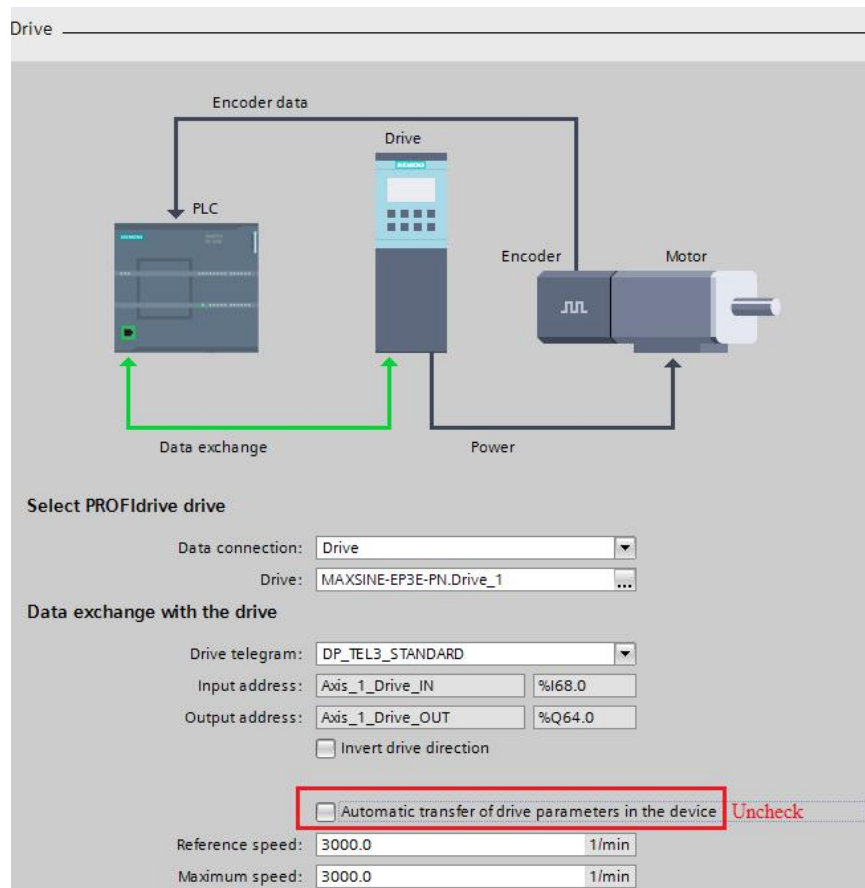 Drive
Encoder data
Drive
SIEMENS
PLC
Encoder
Motor
Data exchange
Power
Select PROFIdrive drive
Data connection: Drive
Drive: MAXSINE-EP3E-PN.Drive_1 ...
Data exchange with the drive
Drive telegram: DP_TEL3_STANDARD
Input address: Axis_1_Drive_IN %I68.0
Output address: Axis_1_Drive_OUT %Q64.0
Invert drive direction
Automatic transfer of drive parameters in the device Uncheck
Reference speed: 3000.0 1/min
Maximum speed: 3000.0 1/min